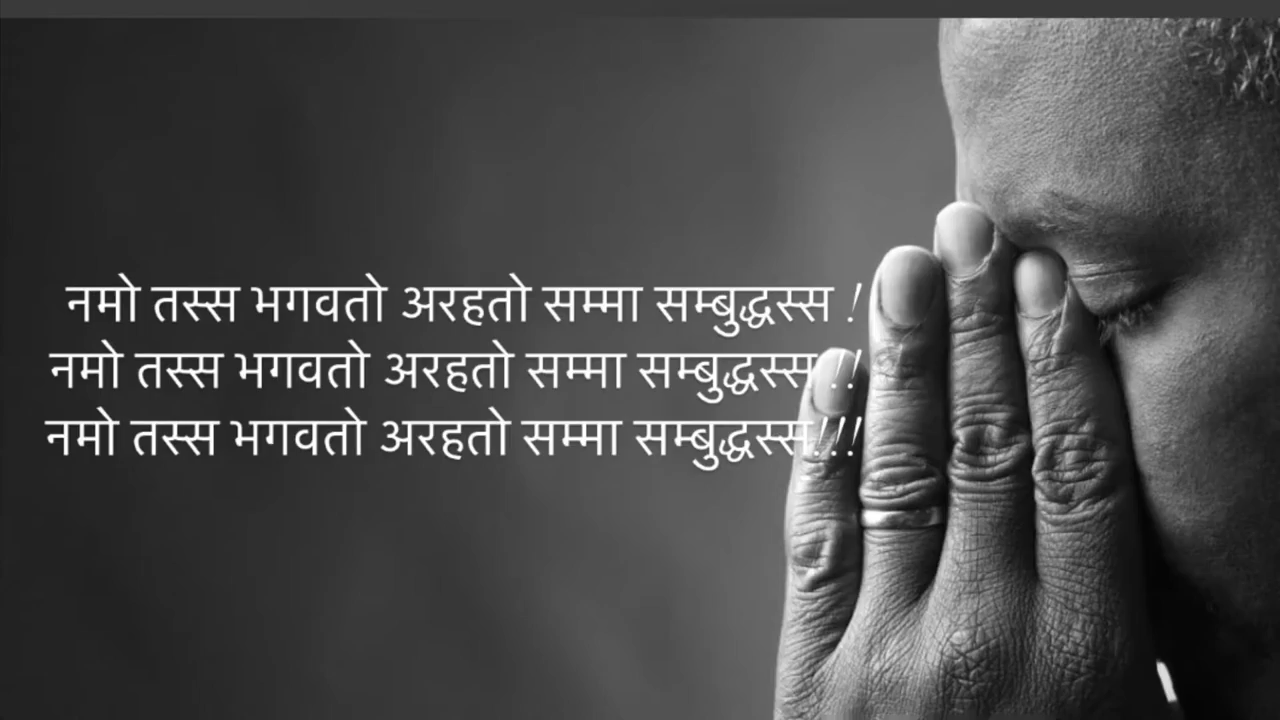 नमो तस्स भगवतो अरहतो सम्मा सम्बुद्धस्स !
नमो तस्स भगवतो अरहतो सम्मा सम्बुद्धस्स !!
नमो तस्स भगवतो अरहतो सम्मा सम्बुद्धस्स!!!